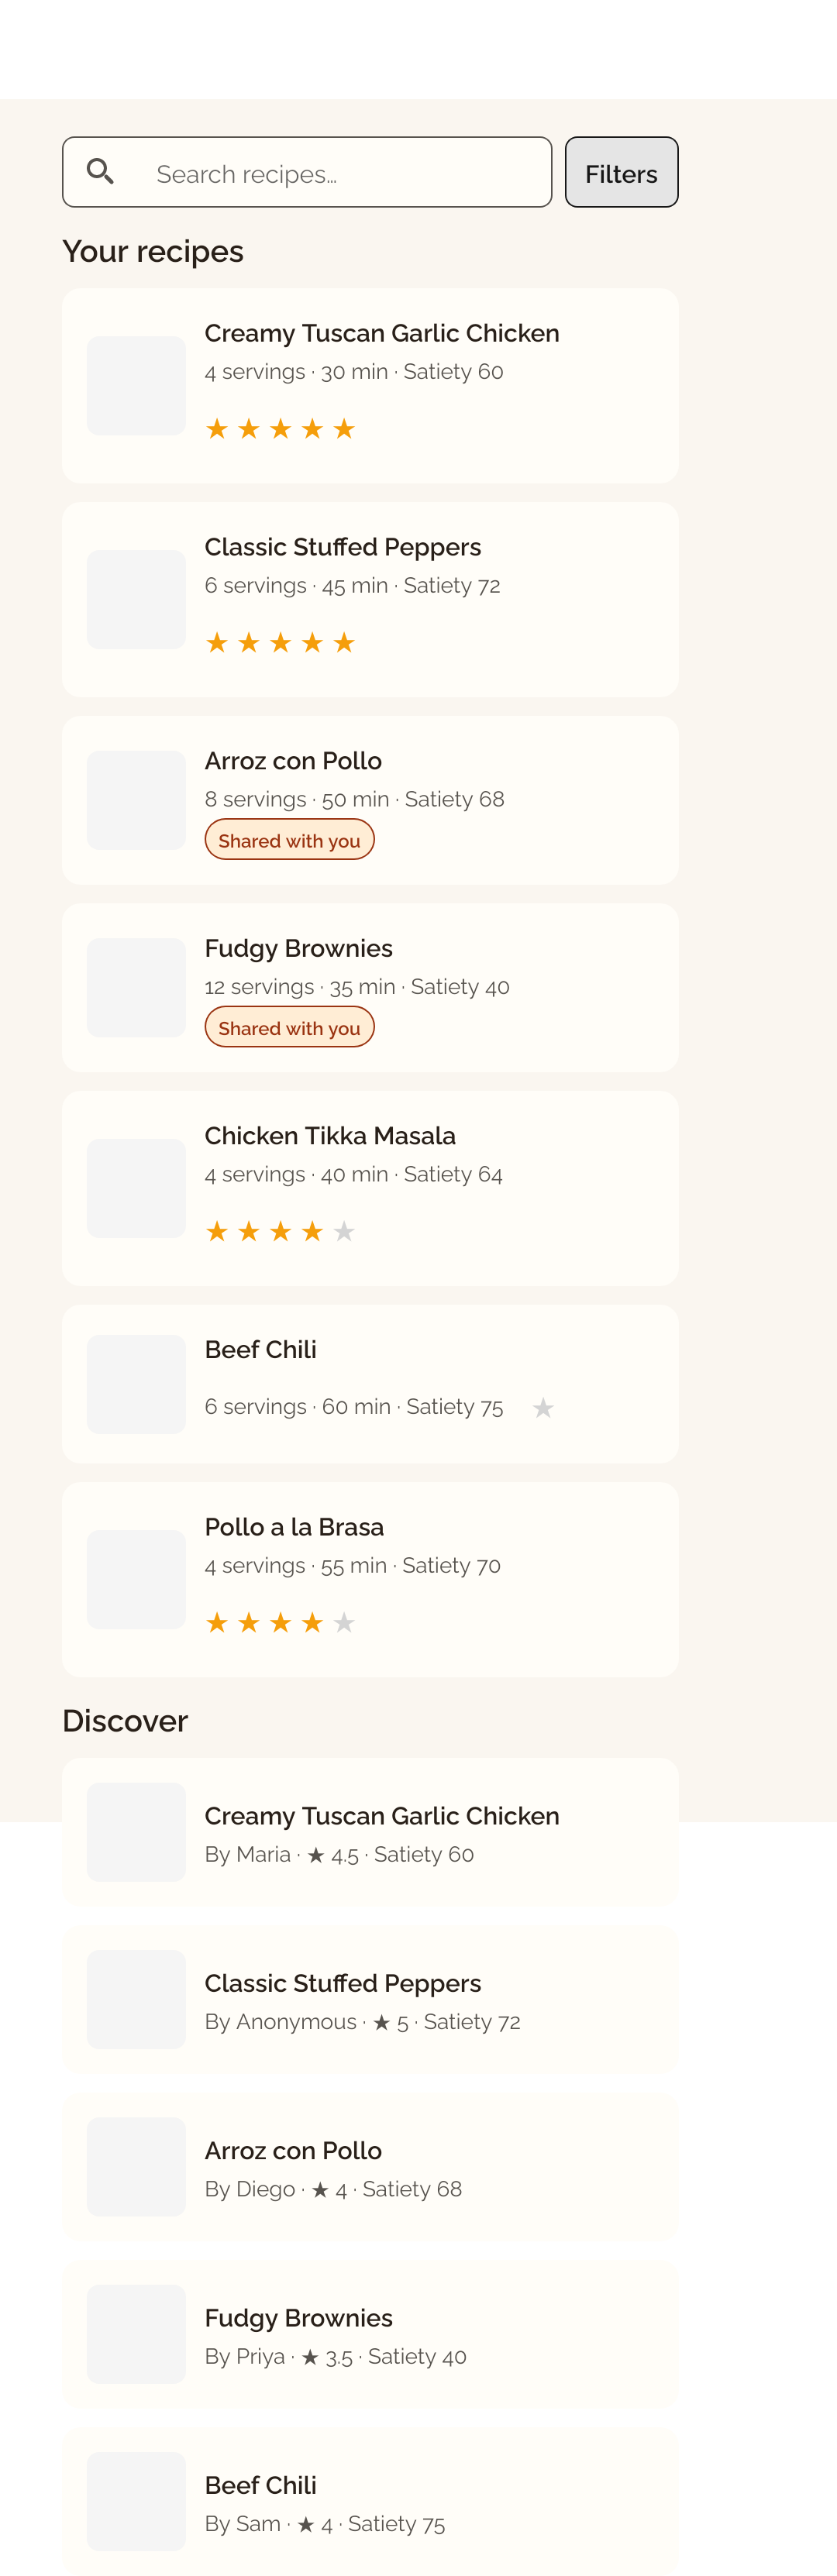 Search recipes…
Filters
Your recipes
Creamy Tuscan Garlic Chicken
4 servings · 30 min · Satiety 60
★ ★ ★ ★ ★
Classic Stuffed Peppers
6 servings · 45 min · Satiety 72
★ ★ ★ ★ ★
Arroz con Pollo
8 servings · 50 min · Satiety 68
Shared with you
Fudgy Brownies
12 servings · 35 min · Satiety 40
Shared with you
Chicken Tikka Masala
4 servings · 40 min · Satiety 64
★ ★ ★ ★ ★
Beef Chili
6 servings · 60 min · Satiety 75 ★
Pollo a la Brasa
4 servings · 55 min · Satiety 70
★ ★ ★ ★ ★
Discover
Creamy Tuscan Garlic Chicken
By Maria · ★ 4.5 · Satiety 60
Classic Stuffed Peppers
By Anonymous · ★ 5 · Satiety 72
Arroz con Pollo
By Diego · ★ 4 · Satiety 68
Fudgy Brownies
By Priya · ★ 3.5 · Satiety 40
Beef Chili
By Sam · ★ 4 · Satiety 75